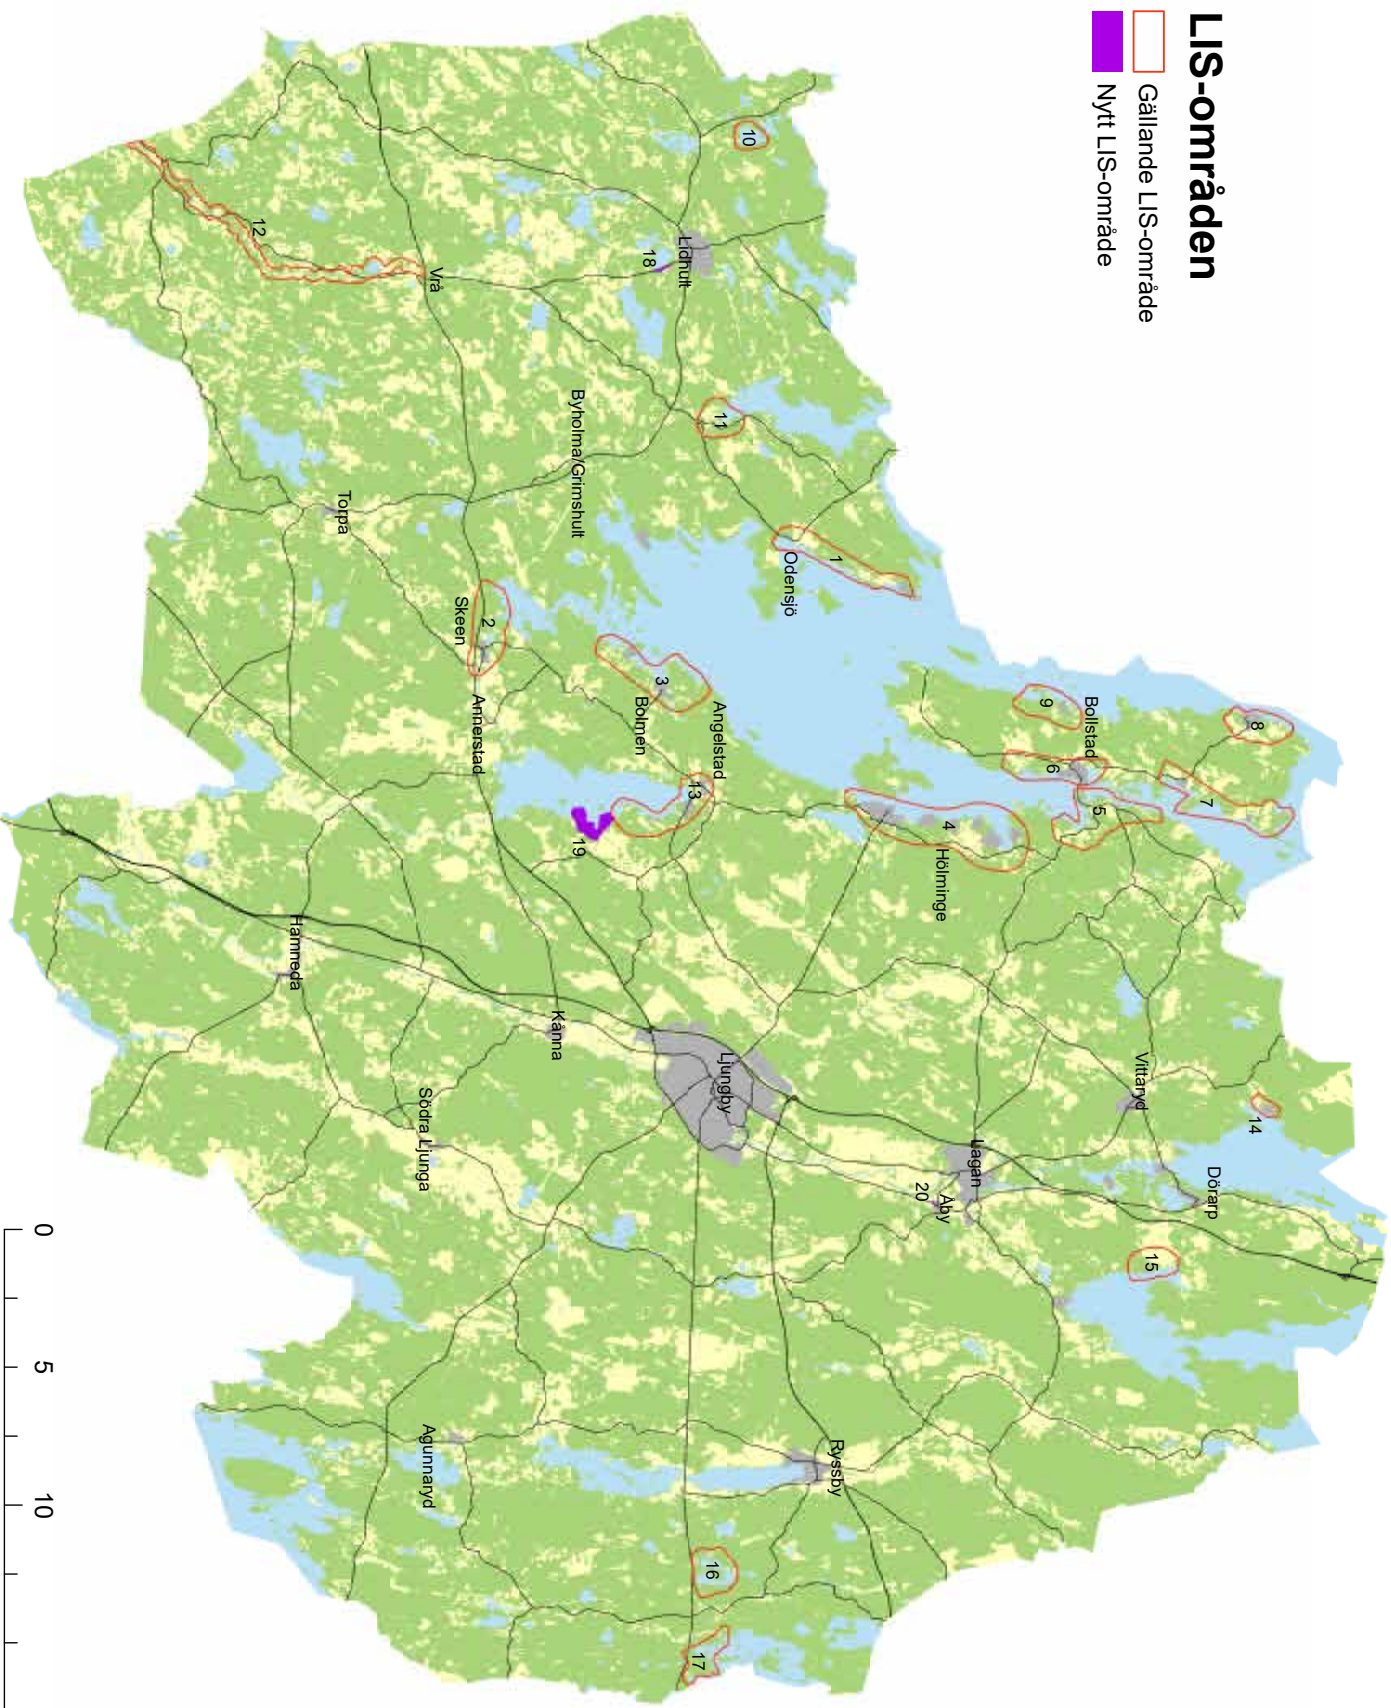 LIS-områden
Gällande LIS-område
Nytt LIS-område
10
12
Vrå
18
Lidhult
11
Byholma/Grimshult
Torpa
1
Odensjö
2
Skeen
3
Bolmen
Angelstad
Annerstad
13
19
9
Bollstad
8
6
7
5
4
Hölminge
Hamneda
Kånna
Ljungby
Södra Ljunga
Vittaryd
14
Lagan
Åby
20
Dörarp
15
Ryssby
Agunnaryd
16
17
0
5
10